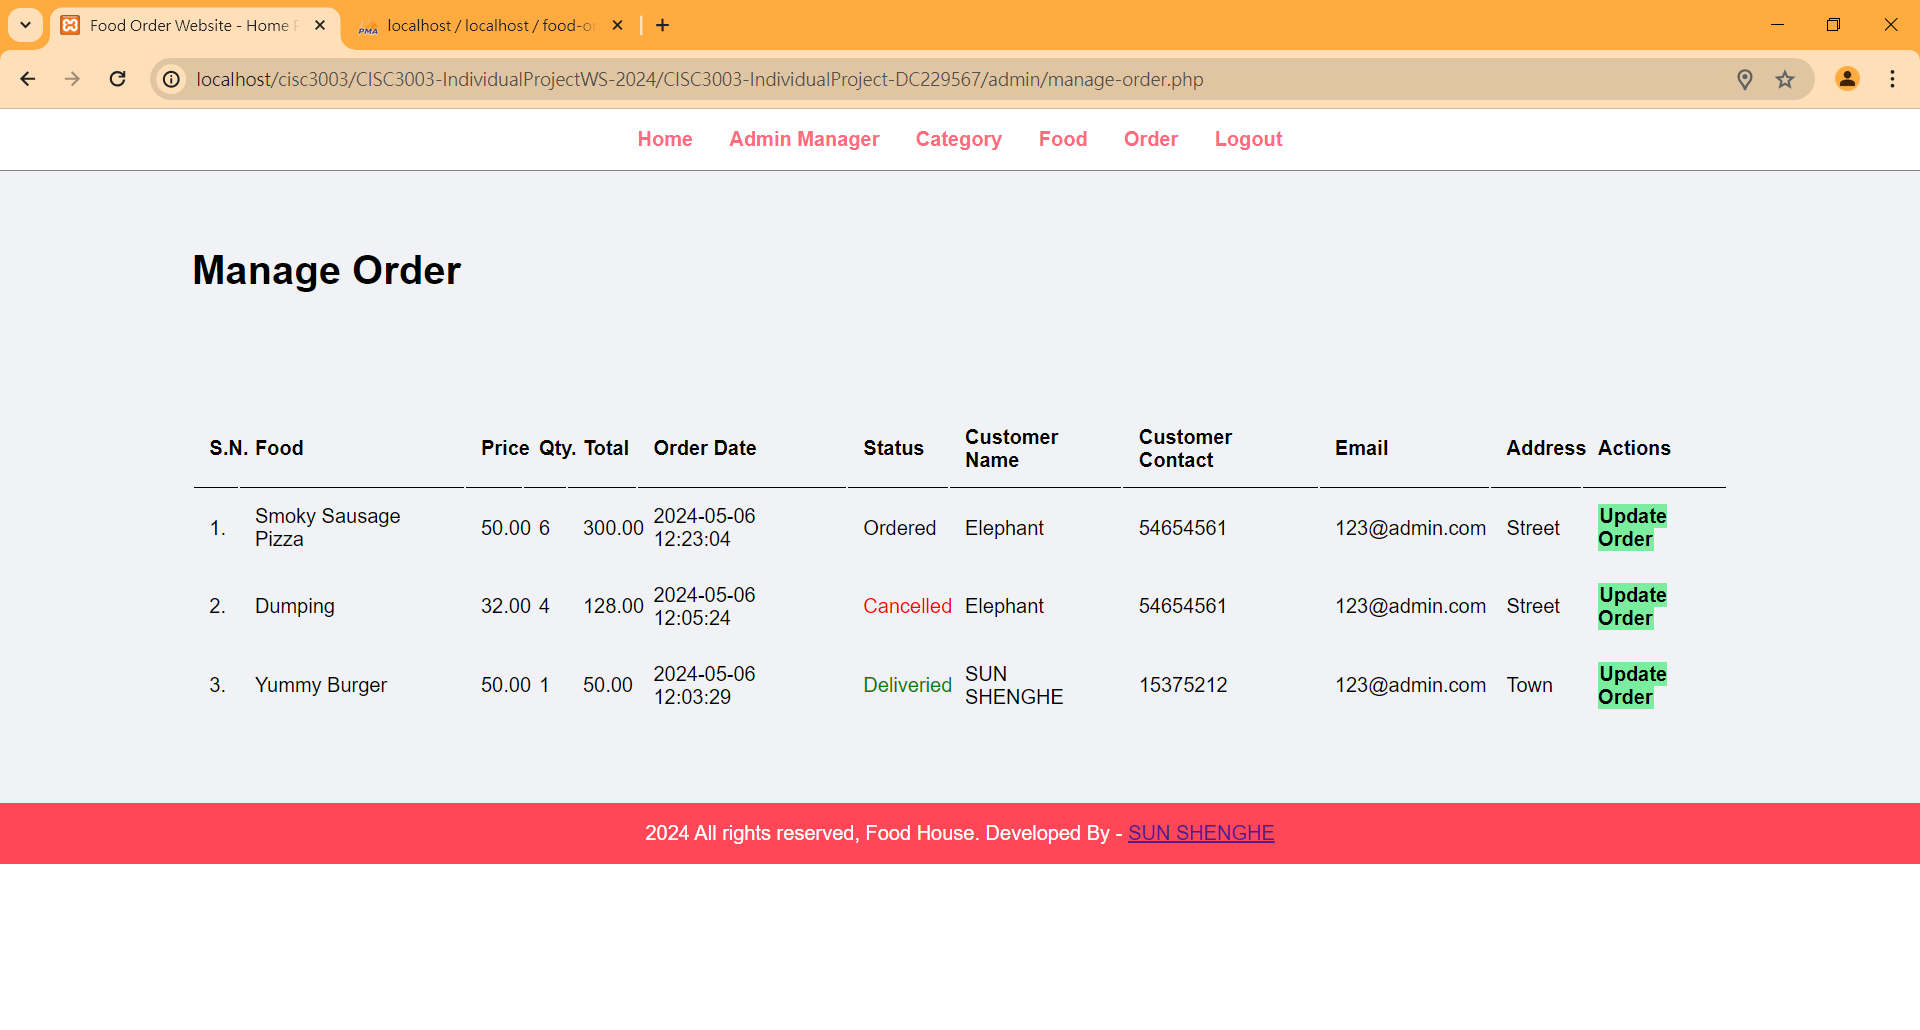 Food Order Website - Home
localhost / localhost / food-o
localhost/cisc3003/CISC3003-IndividualProjectWS-2024/CISC3003-IndividualProject-DC229567/admin/manage-order.php
Home Admin Manager Category Food Order Logout
Manage Order
S.N. Food Price Qty. Total Order Date Status Customer Name Customer Contact Email Address Actions
1. Smoky Sausage Pizza 50.00 6 300.00 2024-05-06 12:23:04 Ordered Elephant 54654561 123@admin.com Street Update Order
2. Dumping 32.00 4 128.00 2024-05-06 12:05:24 Cancelled Elephant 54654561 123@admin.com Street Update Order
3. Yummy Burger 50.00 1 50.00 2024-05-06 12:03:29 Deliveried SUN SHENGHE 15375212 123@admin.com Town Update Order
2024 All rights reserved, Food House. Developed By - SUN SHENGHE